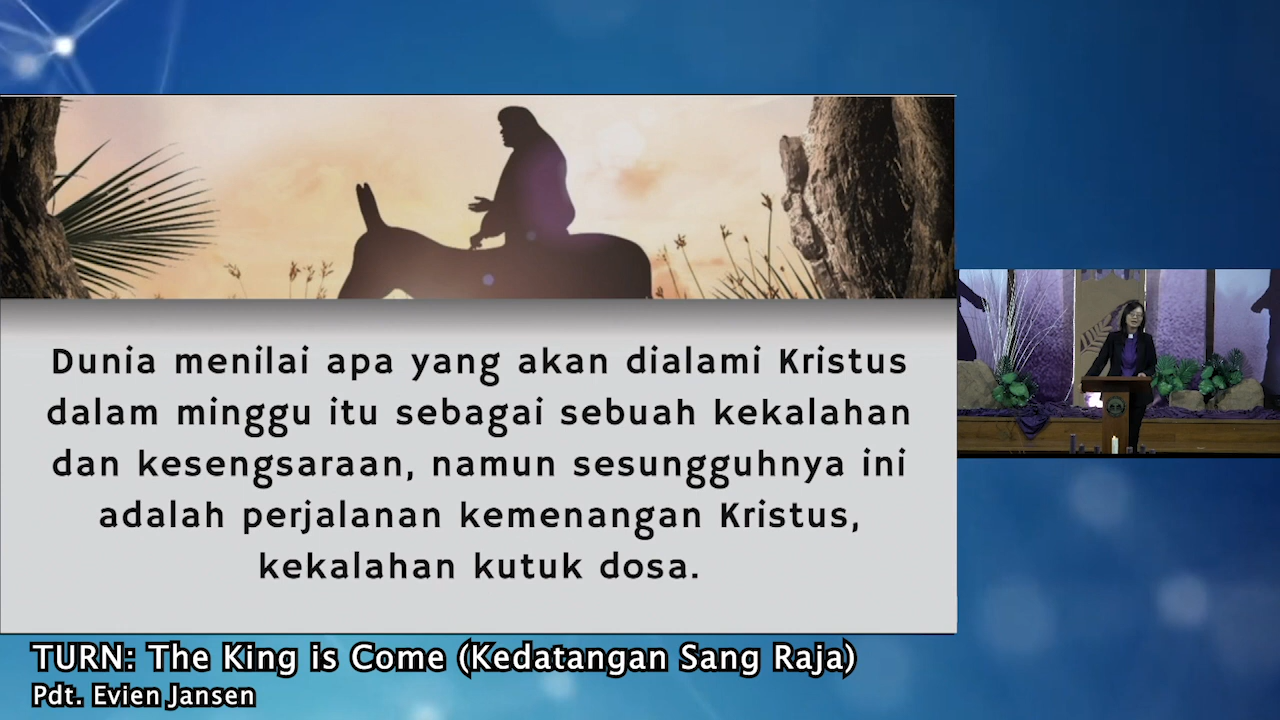 Dunia menilai apa yang akan dialami Kristus
dalam minggu itu sebagai sebuah kekalahan
dan kesengsaraan, namun sesungguhnya ini
adalah perjalanan kemenangan Kristus,
kekalahan kutuk dosa.
TURN: The King is Come (Kedatangan Sang Raja)
Pdt. Evien Jansen